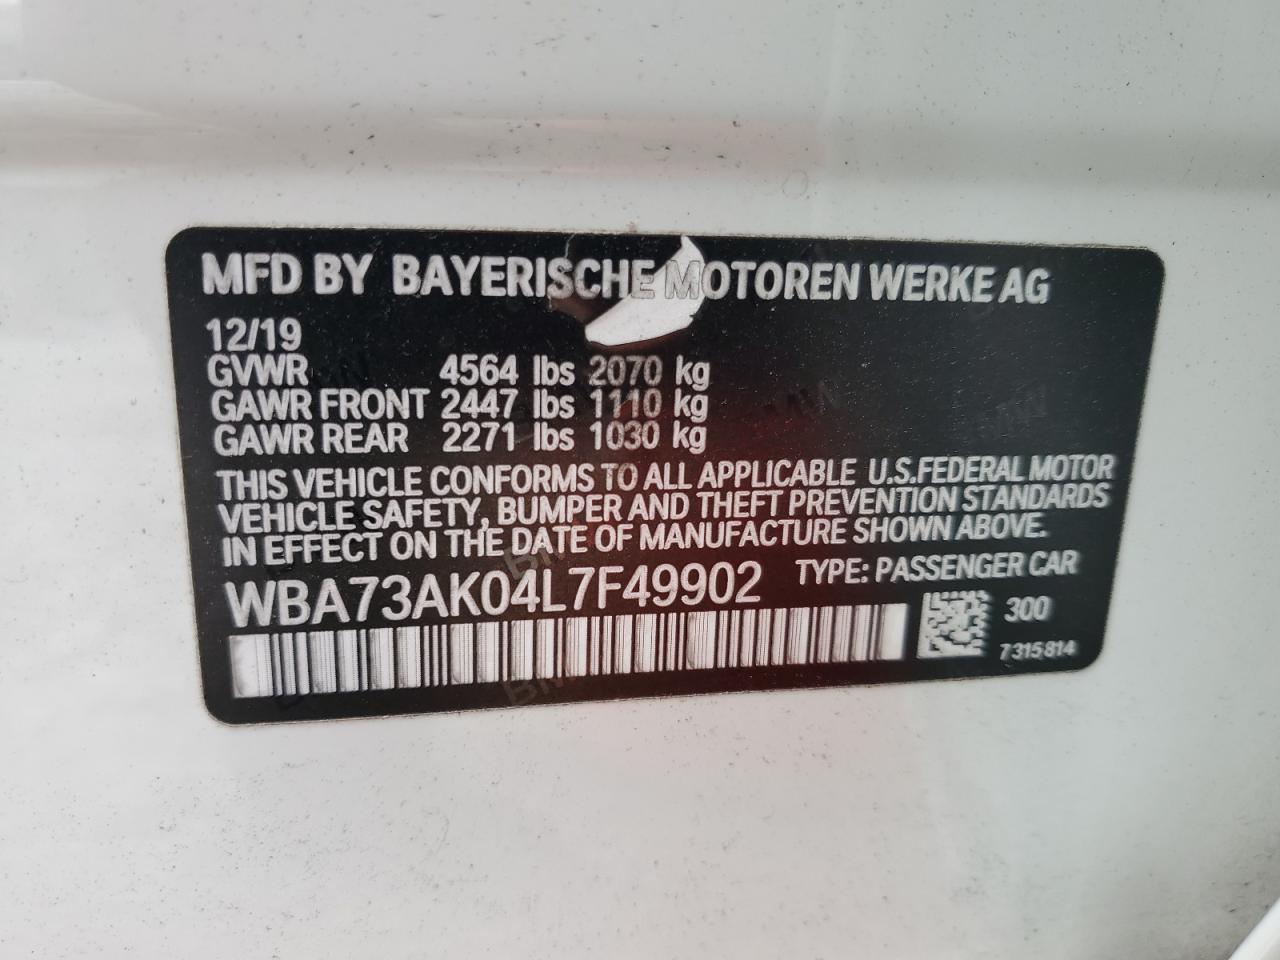 MFD BY BAYERISCHE MOTOREN WERKE AG
12/19
GVWR 4564 lbs 2070 kg
GAWR FRONT 2447 lbs 1110 kg
GAWR REAR 2271 lbs 1030 kg
THIS VEHICLE CONFORMS TO ALL APPLICABLE U.S.FEDERAL MOTOR
VEHICLE SAFETY, BUMPER AND THEFT PREVENTION STANDARDS
IN EFFECT ON THE DATE OF MANUFACTURE SHOWN ABOVE.
WBA73AK04L7F49902 TYPE: PASSENGER CAR
300
7315814